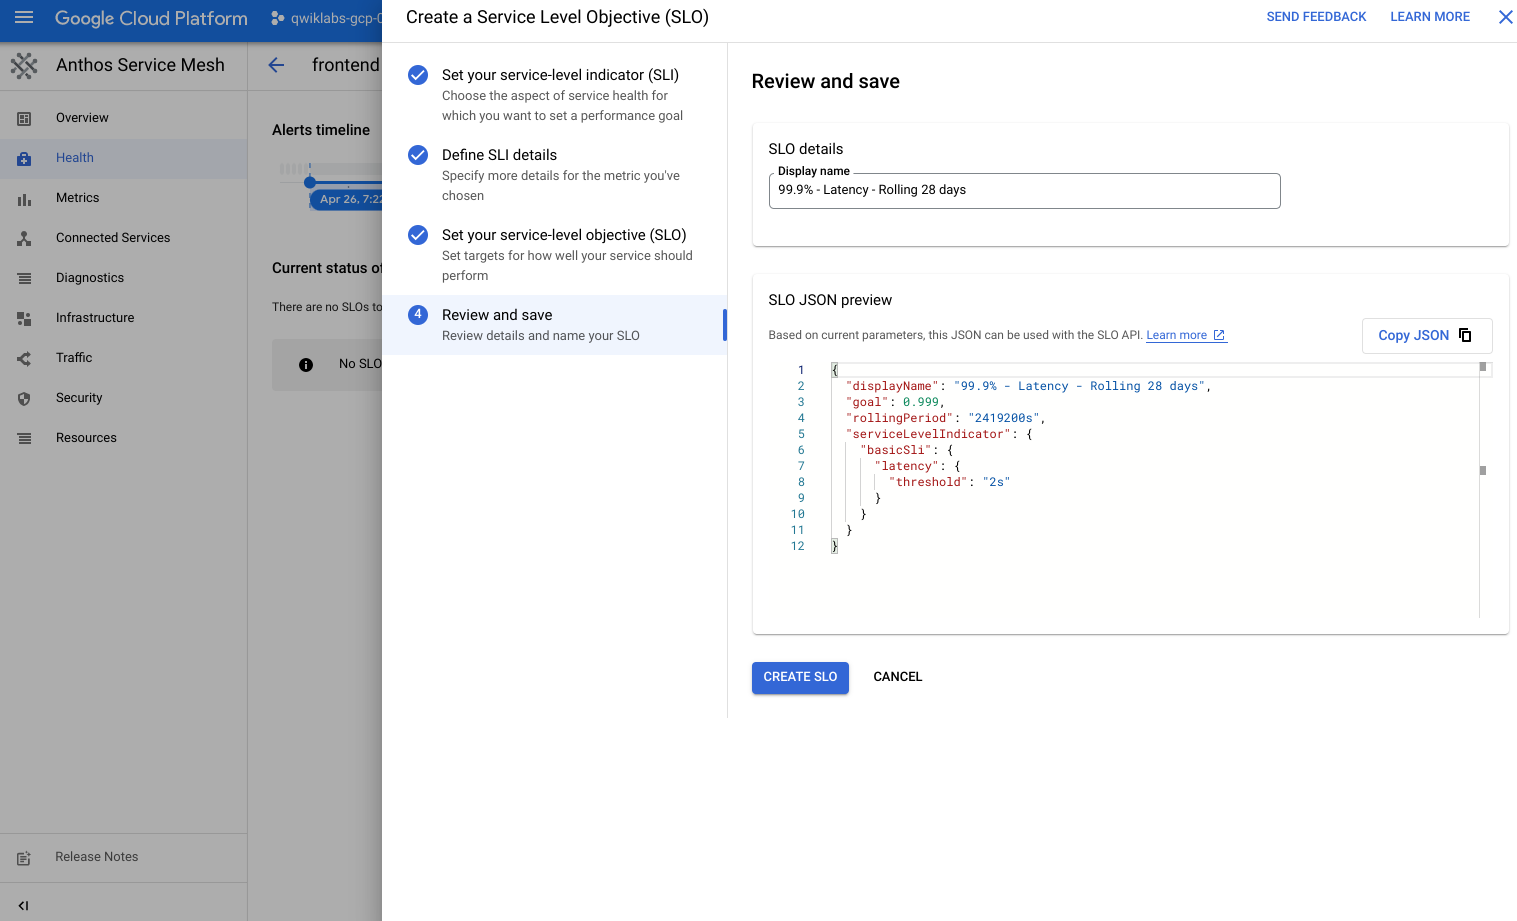 Google Cloud Platform
qwiklabs-gcp-0
Create a Service Level Objective (SLO)
SEND FEEDBACK
LEARN MORE
Anthos Service Mesh
Overview
Health
Metrics
Connected Services
Diagnostics
Infrastructure
Traffic
Security
Resources
Release Notes
frontend
Alerts timeline
Apr 26, 7:22
Current status of
There are no SLOs to
No SLO
Set your service-level indicator (SLI)
Choose the aspect of service health for
which you want to set a performance goal
Define SLI details
Specify more details for the metric you've
chosen
Set your service-level objective (SLO)
Set targets for how well your service should
perform
4
Review and save
Review details and name your SLO
Review and save
SLO details
Display name
99.9% - Latency - Rolling 28 days
SLO JSON preview
Based on current parameters, this JSON can be used with the SLO API. Learn more
Copy JSON
1 {
2 "displayName": "99.9% - Latency - Rolling 28 days",
3 "goal": 0.999,
4 "rollingPeriod": "2419200s",
5 "serviceLevelIndicator": {
6 "basicSli": {
7 "latency": {
8 "threshold": "2s"
9 }
10 }
11 }
12 }
CREATE SLO
CANCEL